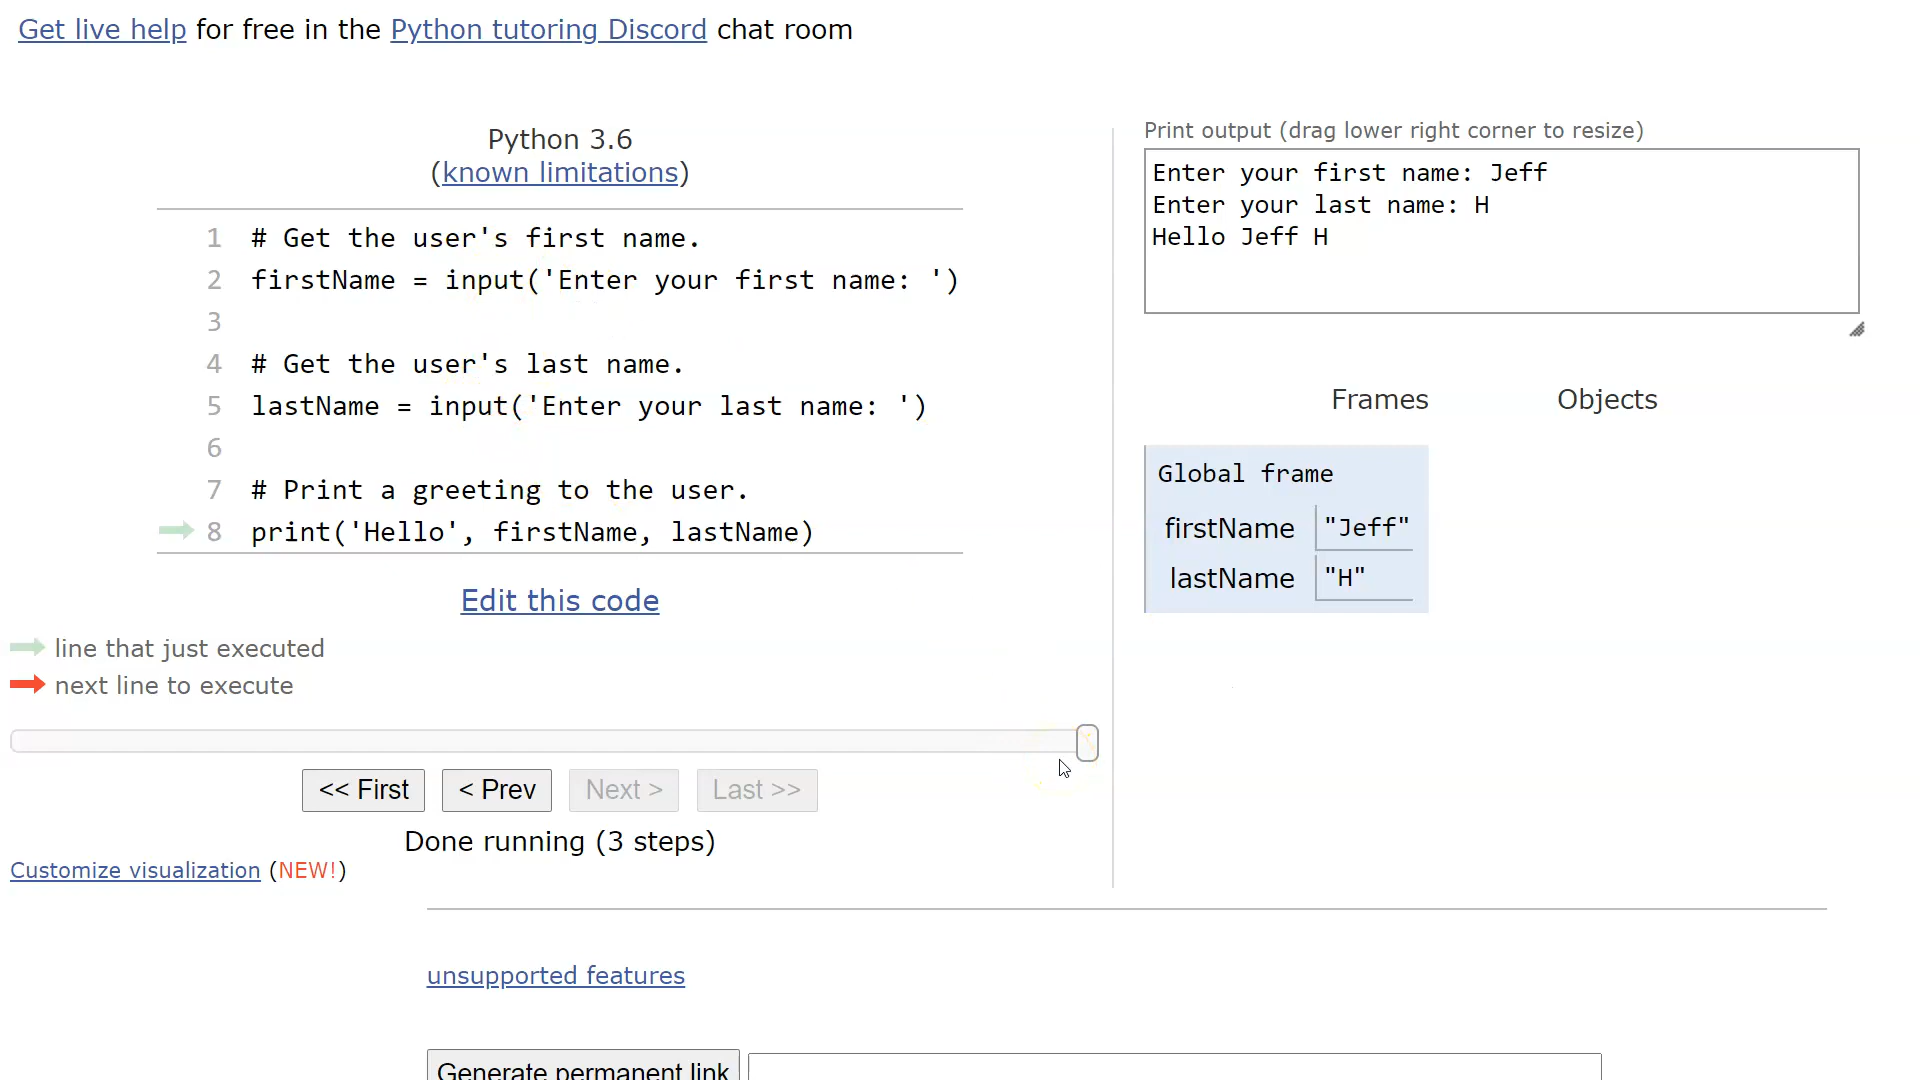 Get live help for free in the Python tutoring Discord chat room
Python 3.6
(known limitations)
1 # Get the user's first name.
2 firstName = input('Enter your first name: ')
3
4 # Get the user's last name.
5 lastName = input('Enter your last name: ')
6
7 # Print a greeting to the user.
8 print('Hello', firstName, lastName)
Edit this code
line that just executed
next line to execute
<< First < Prev Next > Last >>
Done running (3 steps)
Customize visualization (NEW!)
Print output (drag lower right corner to resize)
Enter your first name: Jeff
Enter your last name: H
Hello Jeff H
Frames Objects
Global frame
firstName "Jeff"
lastName "H"
unsupported features
Generate permanent link